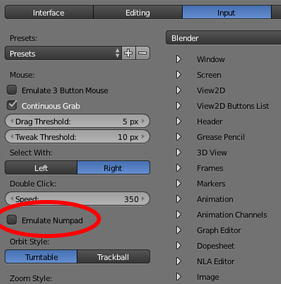 Interface Editing Input
Presets:
Presets
Blender
Mouse:
Emulate 3 Button Mouse
Continuous Grab
Drag Threshold: 5 px
Tweak Threshold: 10 px
Select With:
Left Right
Double Click:
Speed: 350
Emulate Numpad
Orbit Style:
Turntable Trackball
Zoom Style:
Window
Screen
View2D
View2D Buttons List
Header
Grease Pencil
3D View
Frames
Markers
Animation
Animation Channels
Graph Editor
Dopesheet
NLA Editor
Image